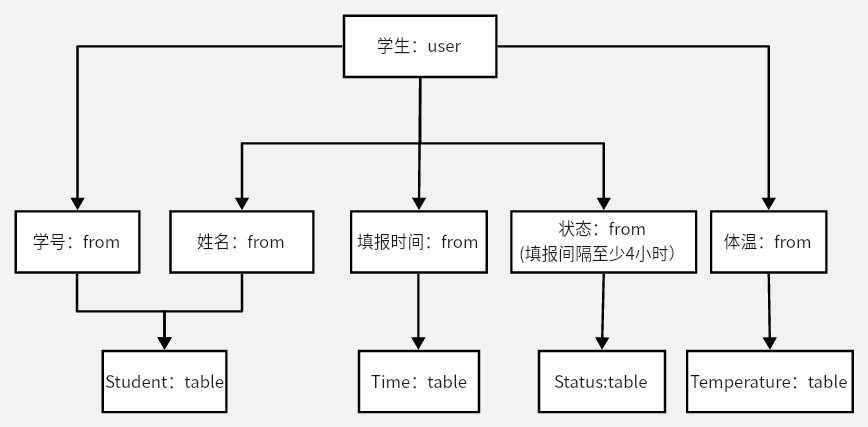 学生：user
学号：from
姓名：from
填报时间：from
状态：from
(填报间隔至少4小时）
体温：from
Student：table
Time：table
Status:table
Temperature：table